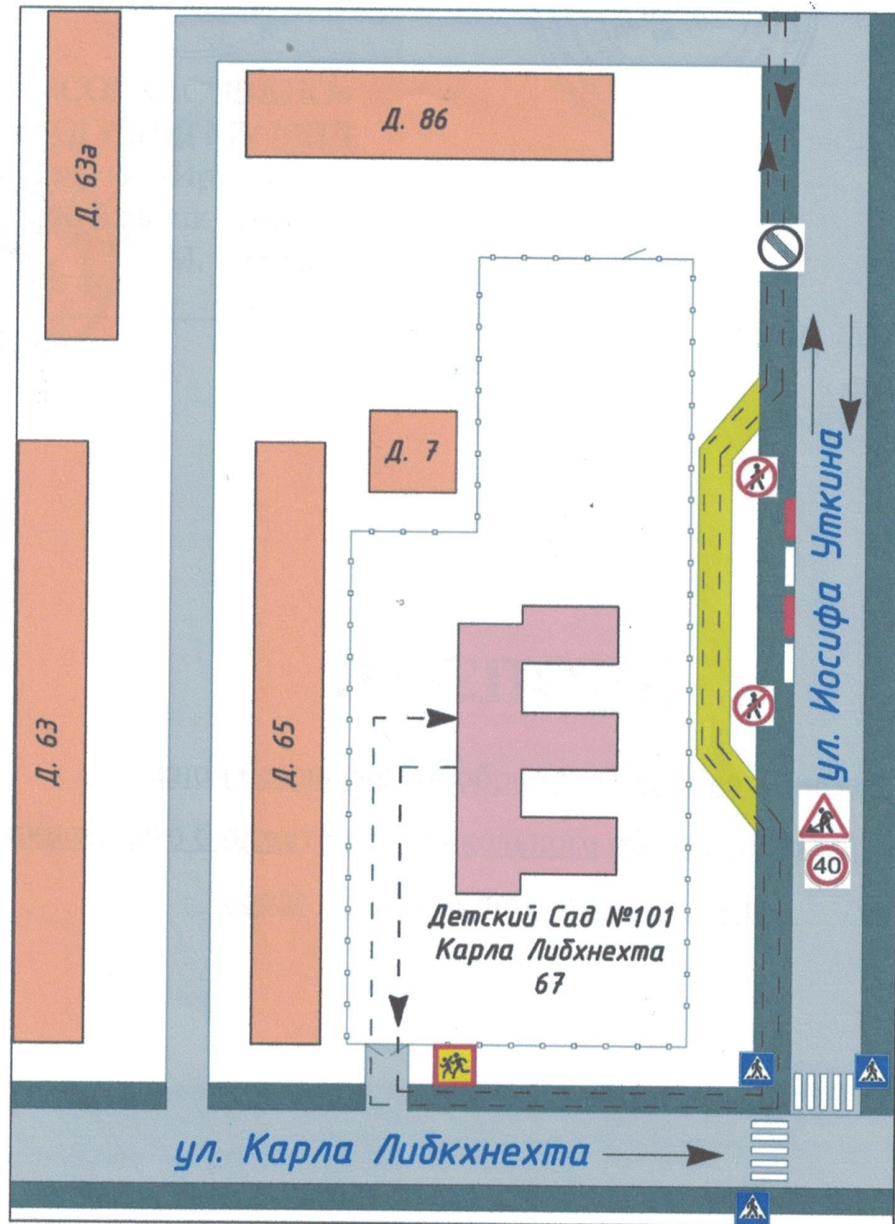 Д. 63а
Д. 86
Д. 7
Д. 63
Д. 65
ул. Иосифа Уткина
40
Детский Сад №101
Карла Либхнехта
67
ул. Карла Либкхнехта